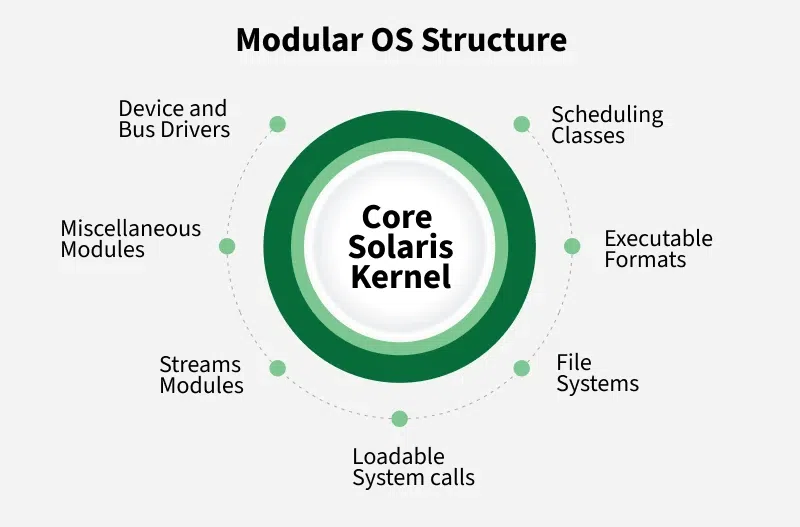 Modular OS Structure
Device and
Bus Drivers
Scheduling
Classes
Miscellaneous
Modules
Core
Solaris
Kernel
Executable
Formats
Streams
Modules
File
Systems
Loadable
System calls